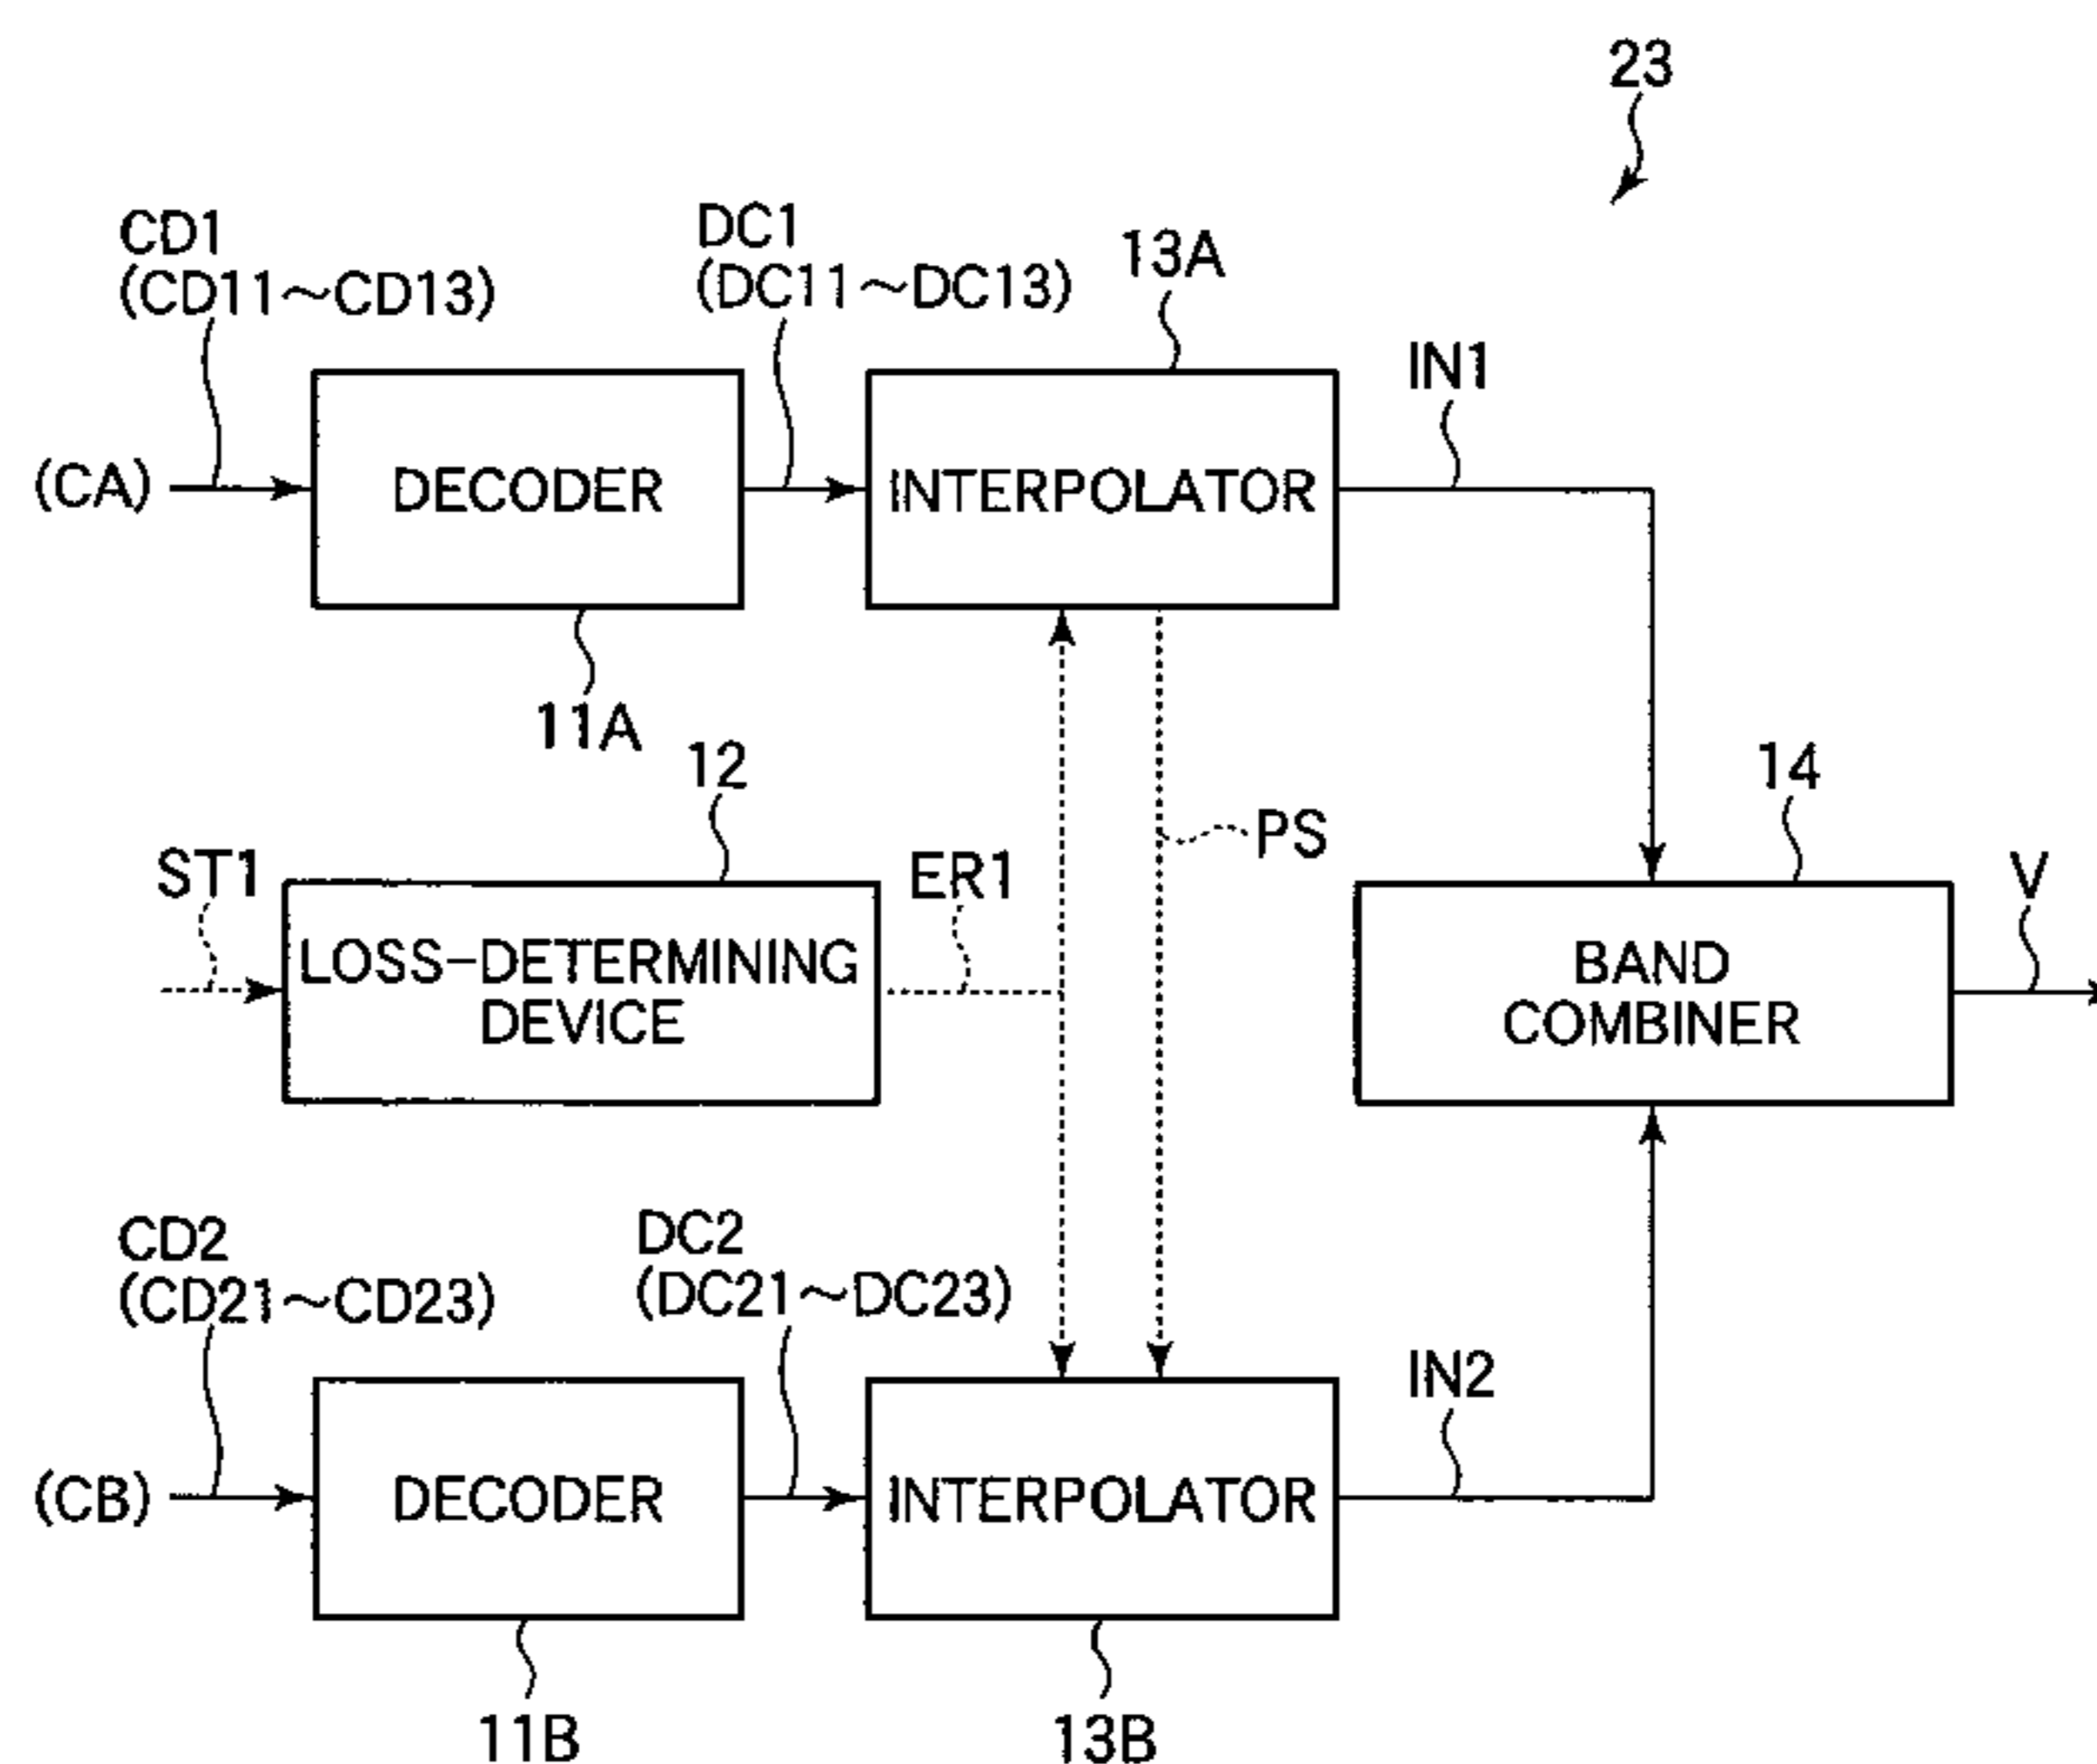 23
CD1
(CD11～CD13)
DC1
(DC11～DC13)
13A
IN1
(CA)
DECODER
INTERPOLATOR
11A
12
14
PS
ST1
ER1
V
LOSS-DETERMINING
DEVICE
BAND
COMBINER
CD2
(CD21～CD23)
DC2
(DC21～DC23)
IN2
(CB)
DECODER
INTERPOLATOR
11B
13B